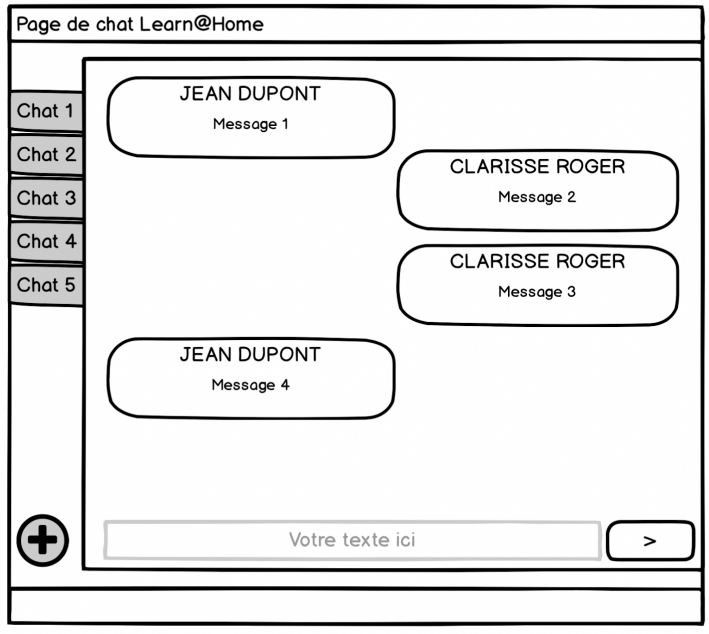 Page de chat Learn@Home
Chat 1
Chat 2
Chat 3
Chat 4
Chat 5
JEAN DUPONT
Message 1
CLARISSE ROGER
Message 2
CLARISSE ROGER
Message 3
JEAN DUPONT
Message 4
Votre texte ici
>